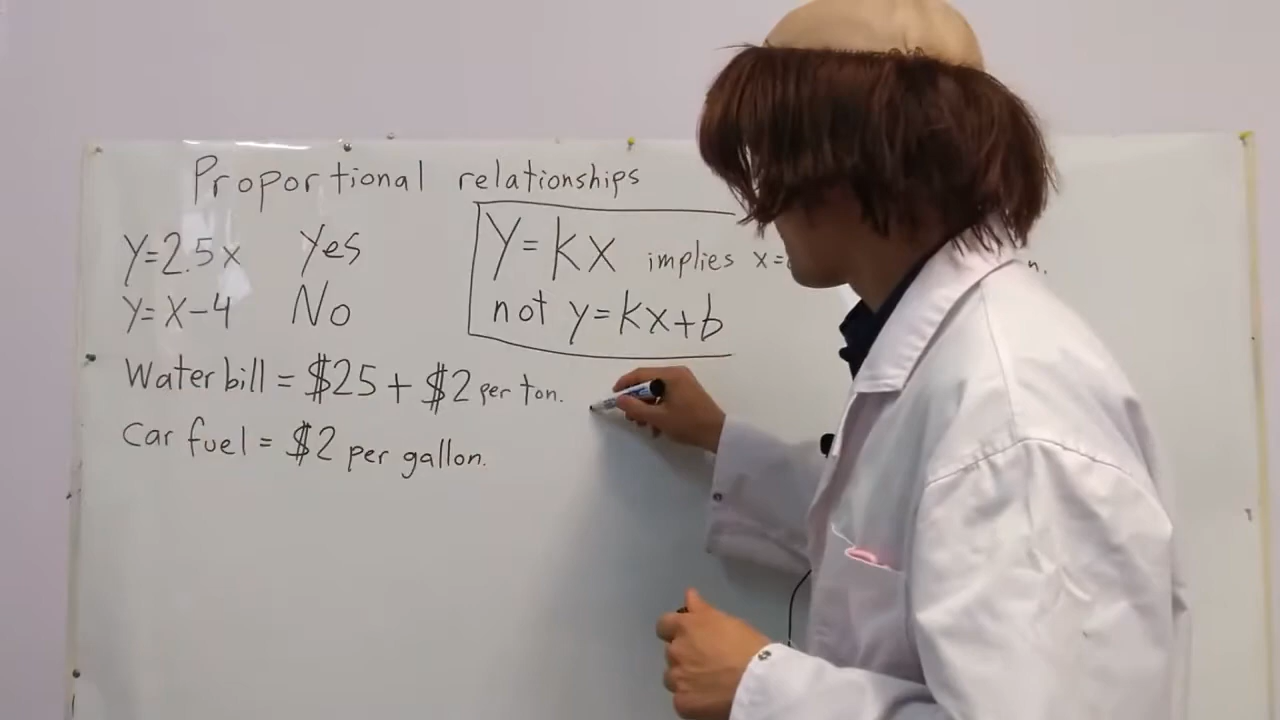 Proportional relationships
Y=2.5x Yes
Y=X-4 No
Y=kx implies x=
not y=kx+b
Water bill = $25 + $2 per ton.
Car fuel = $2 per gallon.